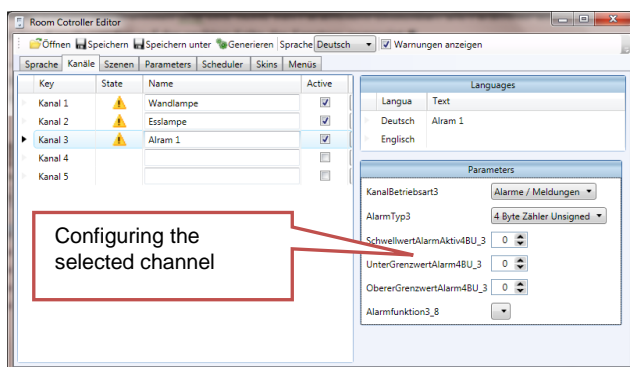 Room Cotroller Editor
Öffnen Speichern Speichern unter Generieren Sprache Deutsch Warnungen anzeigen
Sprache Kanäle Szenen Parameters Scheduler Skins Menüs
Key State Name Active
Kanal 1 Wandlampe
Kanal 2 Esslampe
Kanal 3 Alram 1
Kanal 4
Kanal 5
Languages
Langua Text
Deutsch Alram 1
Englisch
Parameters
KanalBetriebsart3 Alarme / Meldungen
AlarmTyp3 4 Byte Zähler Unsigned
SchwellwertAlarmAktiv4BU_3 0
UnterGrenzwertAlarm4BU_3 0
ObererGrenzwertAlarm4BU_3 0
Alarmfunktion3_8
Configuring the
selected channel